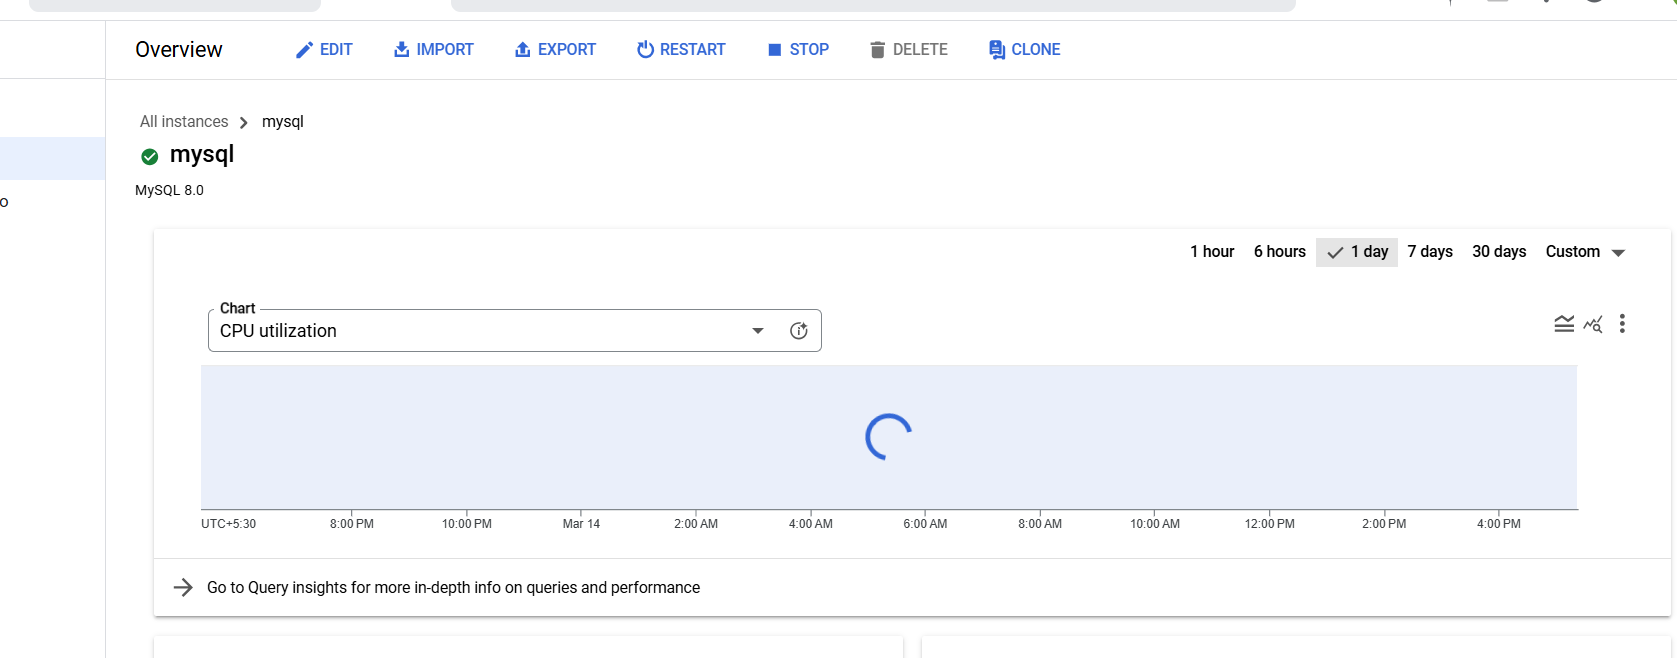 Overview EDIT IMPORT EXPORT RESTART STOP DELETE CLONE
All instances mysql
mysql
MySQL 8.0
o
1 hour 6 hours 1 day 7 days 30 days Custom
Chart
CPU utilization
UTC+5:30 8:00 PM 10:00 PM Mar 14 2:00 AM 4:00 AM 6:00 AM 8:00 AM 10:00 AM 12:00 PM 2:00 PM 4:00 PM
Go to Query insights for more in-depth info on queries and performance